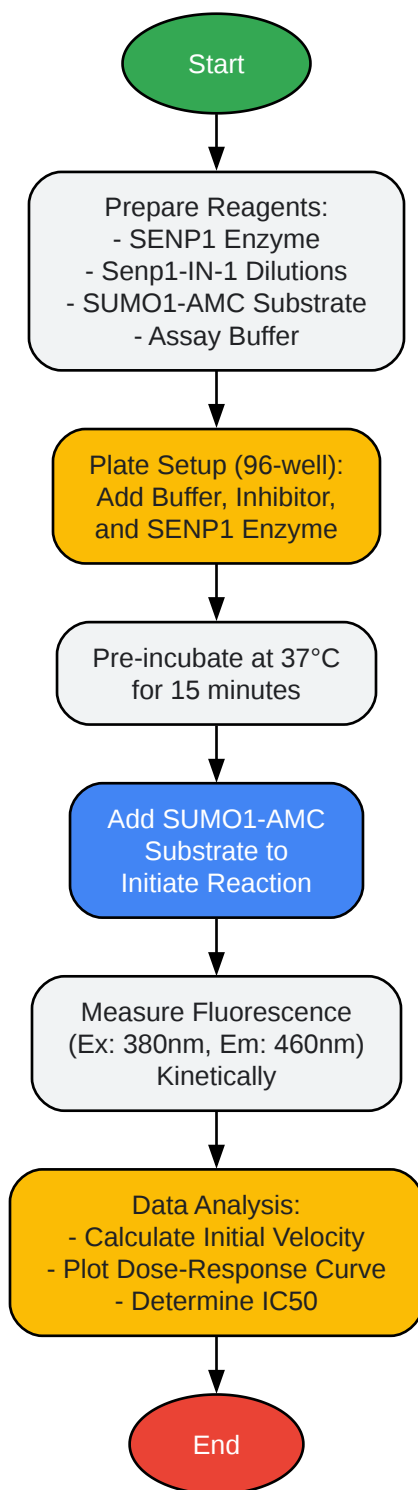 Start
Prepare Reagents:
- SENP1 Enzyme
- Senp1-IN-1 Dilutions
- SUMO1-AMC Substrate
- Assay Buffer
Plate Setup (96-well):
Add Buffer, Inhibitor,
and SENP1 Enzyme
Pre-incubate at 37°C
for 15 minutes
Add SUMO1-AMC
Substrate to
Initiate Reaction
Measure Fluorescence
(Ex: 380nm, Em: 460nm)
Kinetically
Data Analysis:
- Calculate Initial Velocity
- Plot Dose-Response Curve
- Determine IC50
End